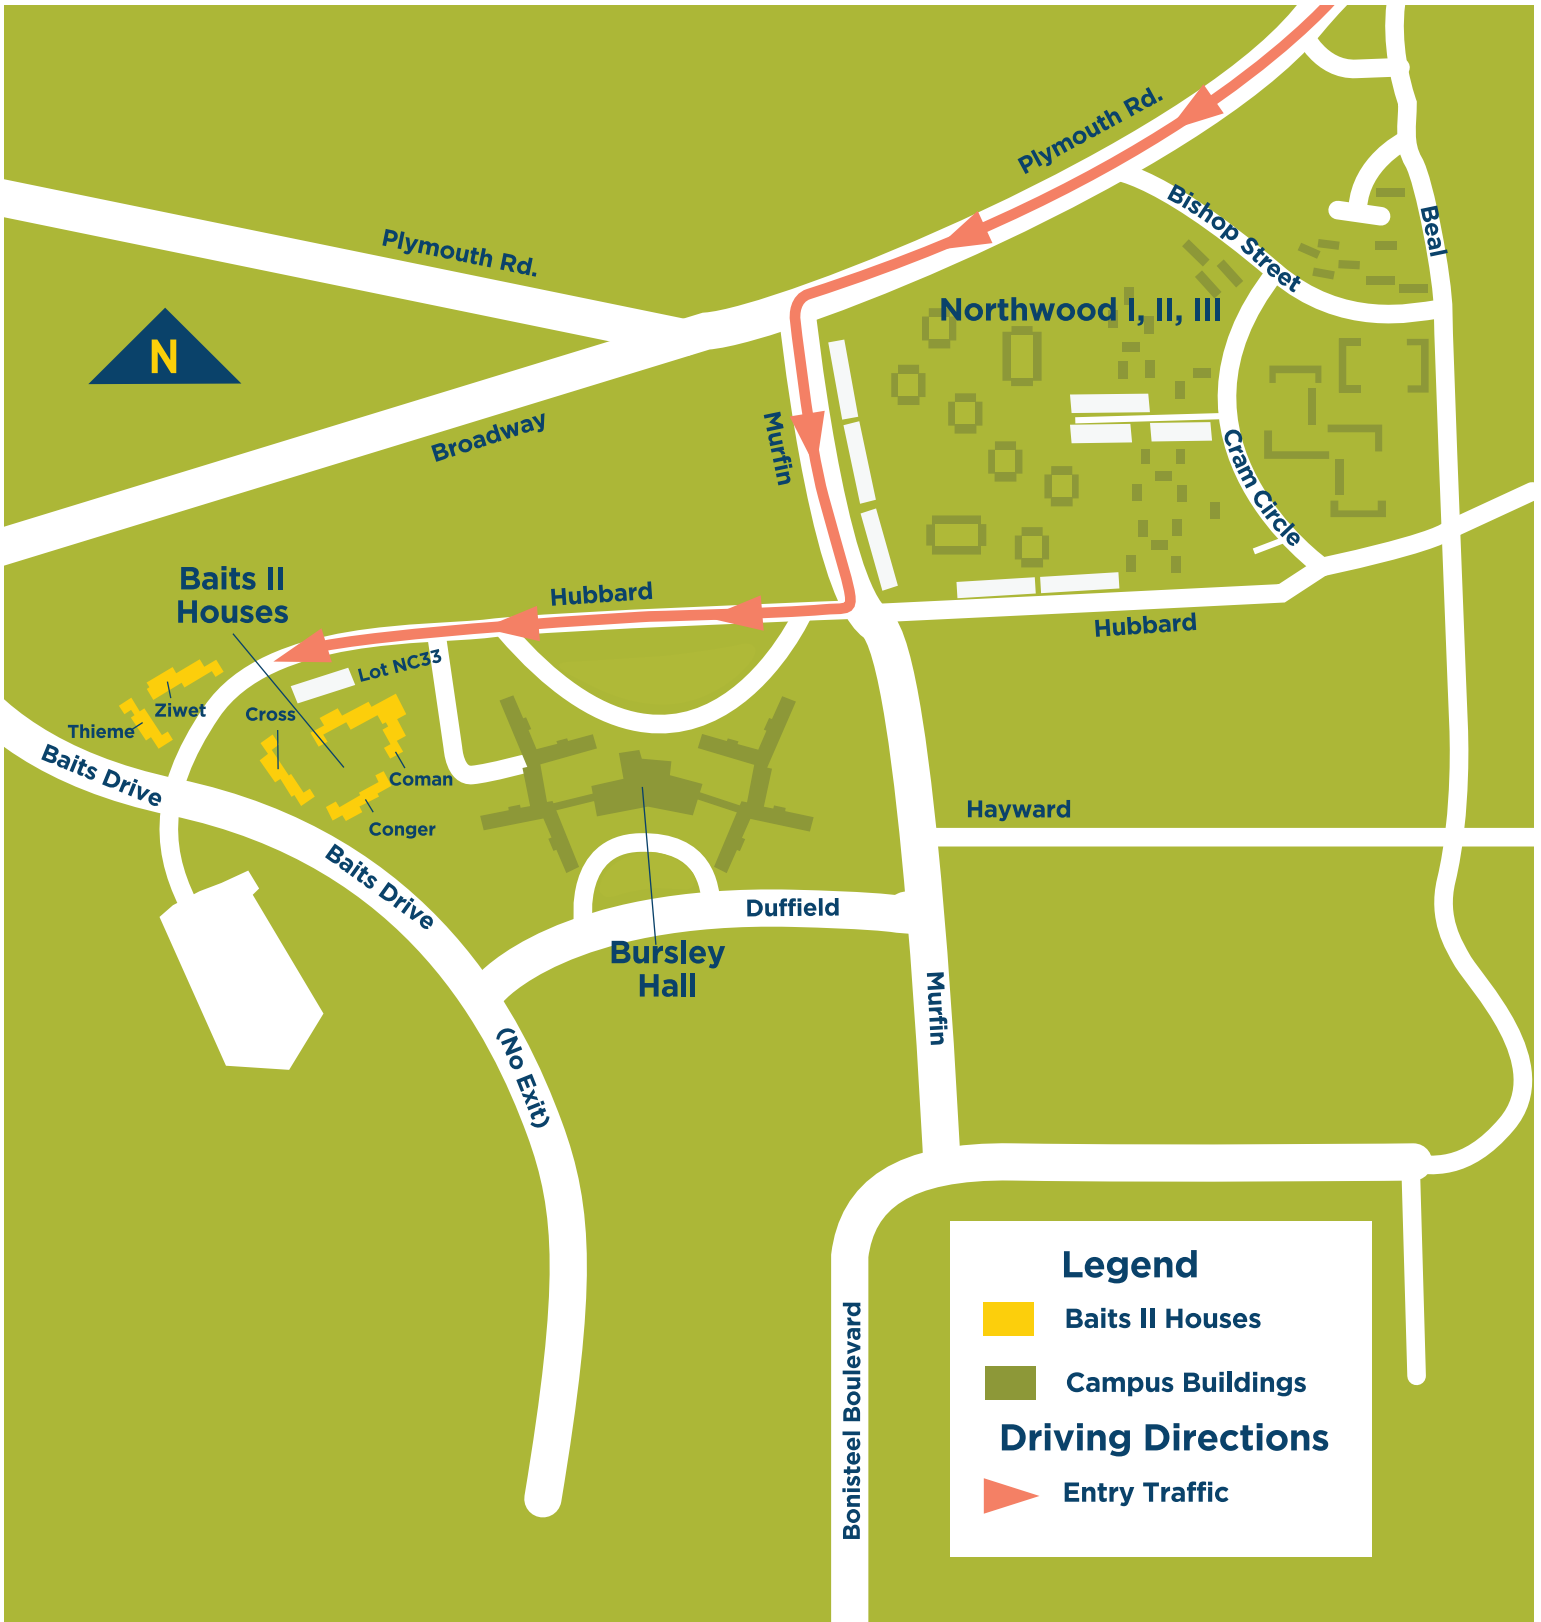 Plymouth Rd.
Bishop Street
Beal
Plymouth Rd.
Northwood I, II, III
N
Broadway
Murfin
Cram Circle
Baits II
Houses
Hubbard
Hubbard
Lot NC33
Ziwet
Cross
Thieme
Coman
Baits Drive
Conger
Hayward
Baits Drive
Duffield
Bursley
Hall
Murfin
(No Exit)
Legend
Baits II Houses
Campus Buildings
Driving Directions
Entry Traffic
Bonisteel Boulevard